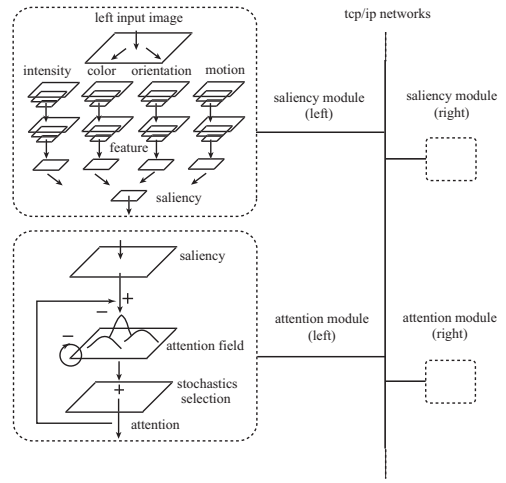 left input image
tcp/ip networks
intensity color orientation motion
saliency module
(left)
saliency module
(right)
feature
saliency
saliency
+
−
attention module
(left)
attention module
(right)
−
attention field
+
stochastics
selection
attention